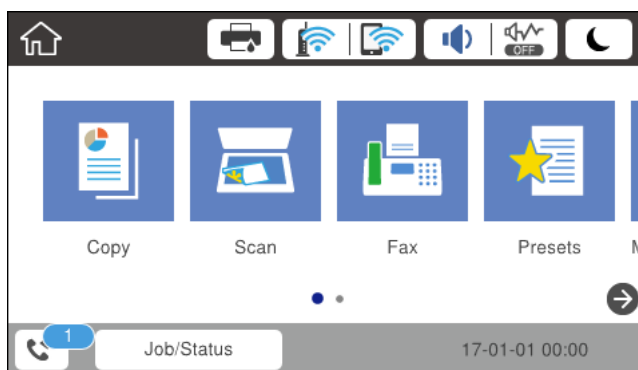 OFF
Copy
Scan
Fax
Presets
1
Job/Status
17-01-01 00:00